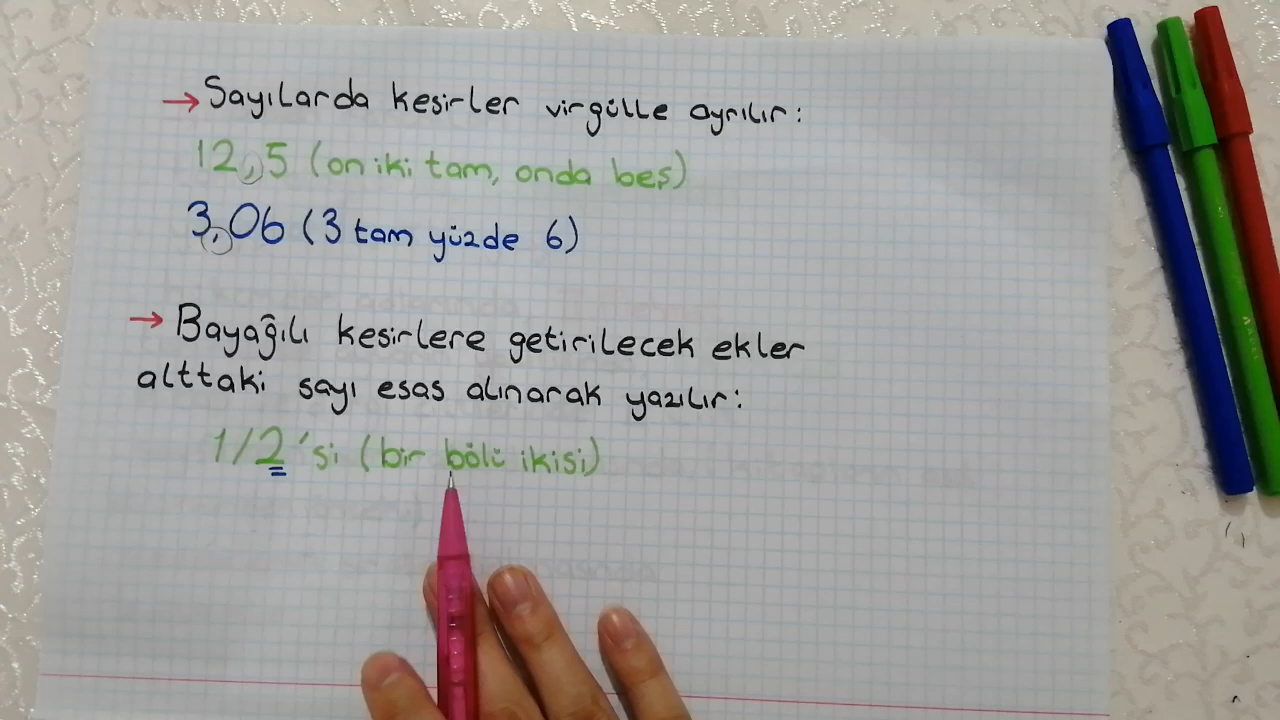 → Sayılarda kesirler virgülle ayrılır:
12,5 (on iki tam, onda beş)
3,06 (3 tam yüzde 6)
→ Bayağılı kesirlere getirilecek ekler
alttaki sayı esas alınarak yazılır:
1/2'si (bir bölü ikisi)